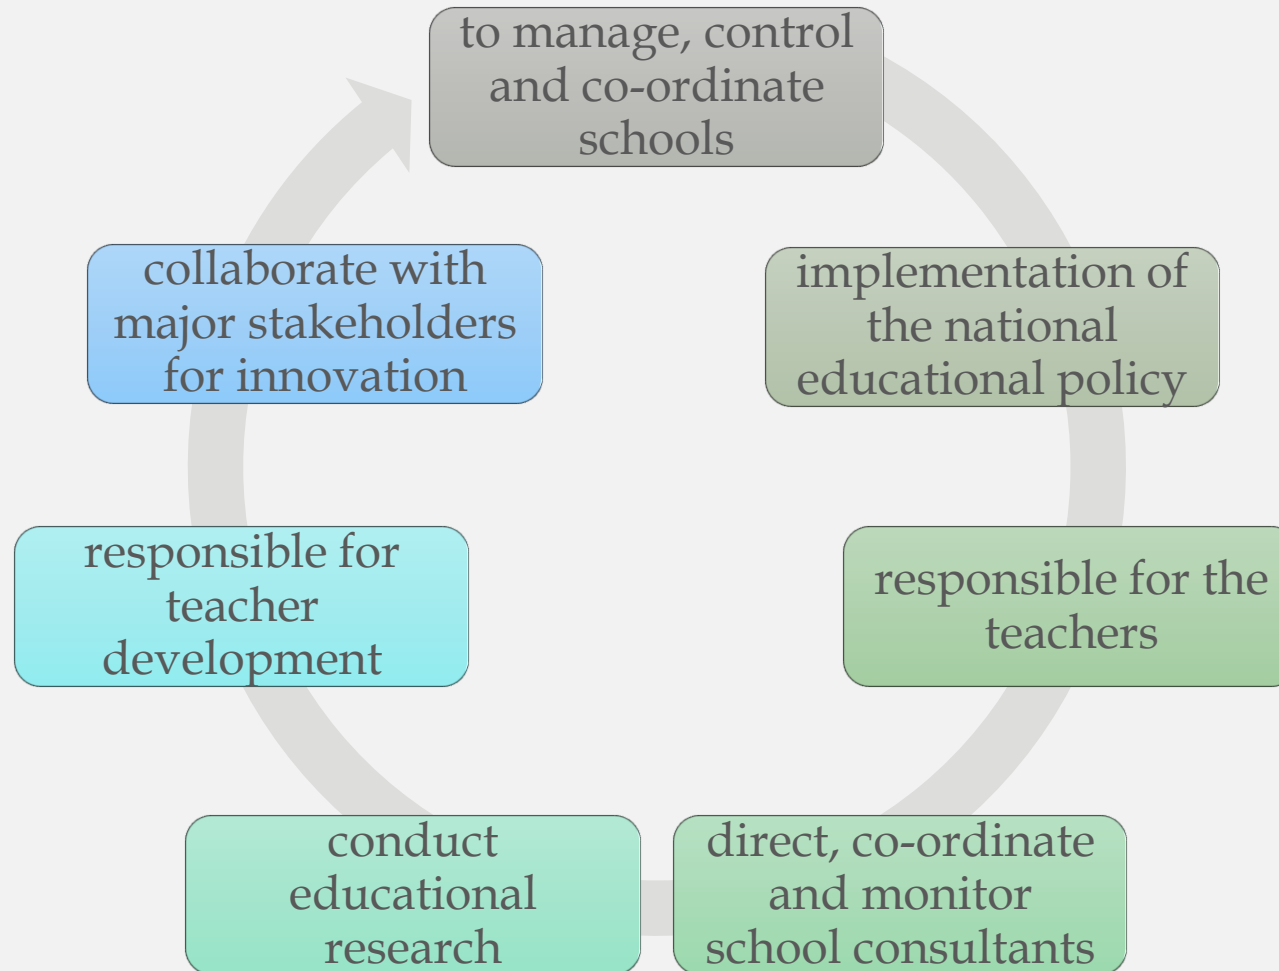 to manage, control
and co-ordinate
schools
implementation of
the national
educational policy
responsible for the
teachers
direct, co-ordinate
and monitor
school consultants
conduct
educational
research
responsible for
teacher
development
collaborate with
major stakeholders
for innovation